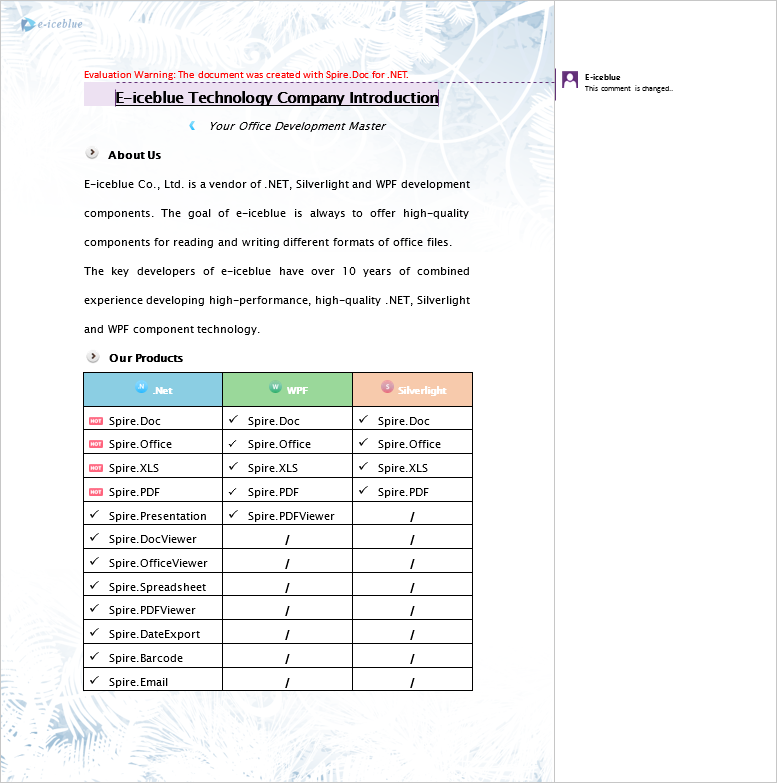 e-iceblue
Evaluation Warning: The document was created with Spire.Doc for .NET.
E-iceblue
This comment is changed..
E-iceblue Technology Company Introduction
Your Office Development Master
About Us
E-iceblue Co., Ltd. is a vendor of .NET, Silverlight and WPF development
components. The goal of e-iceblue is always to offer high-quality
components for reading and writing different formats of office files.
The key developers of e-iceblue have over 10 years of combined
experience developing high-performance, high-quality .NET, Silverlight
and WPF component technology.
Our Products
.N .Net W WPF S Silverlight
HOT Spire.Doc ✓ Spire.Doc ✓ Spire.Doc
HOT Spire.Office ✓ Spire.Office ✓ Spire.Office
HOT Spire.XLS ✓ Spire.XLS ✓ Spire.XLS
HOT Spire.PDF ✓ Spire.PDF ✓ Spire.PDF
✓ Spire.Presentation ✓ Spire.PDFViewer /
✓ Spire.DocViewer / /
✓ Spire.OfficeViewer / /
✓ Spire.Spreadsheet / /
✓ Spire.PDFViewer / /
✓ Spire.DateExport / /
✓ Spire.Barcode / /
✓ Spire.Email / /